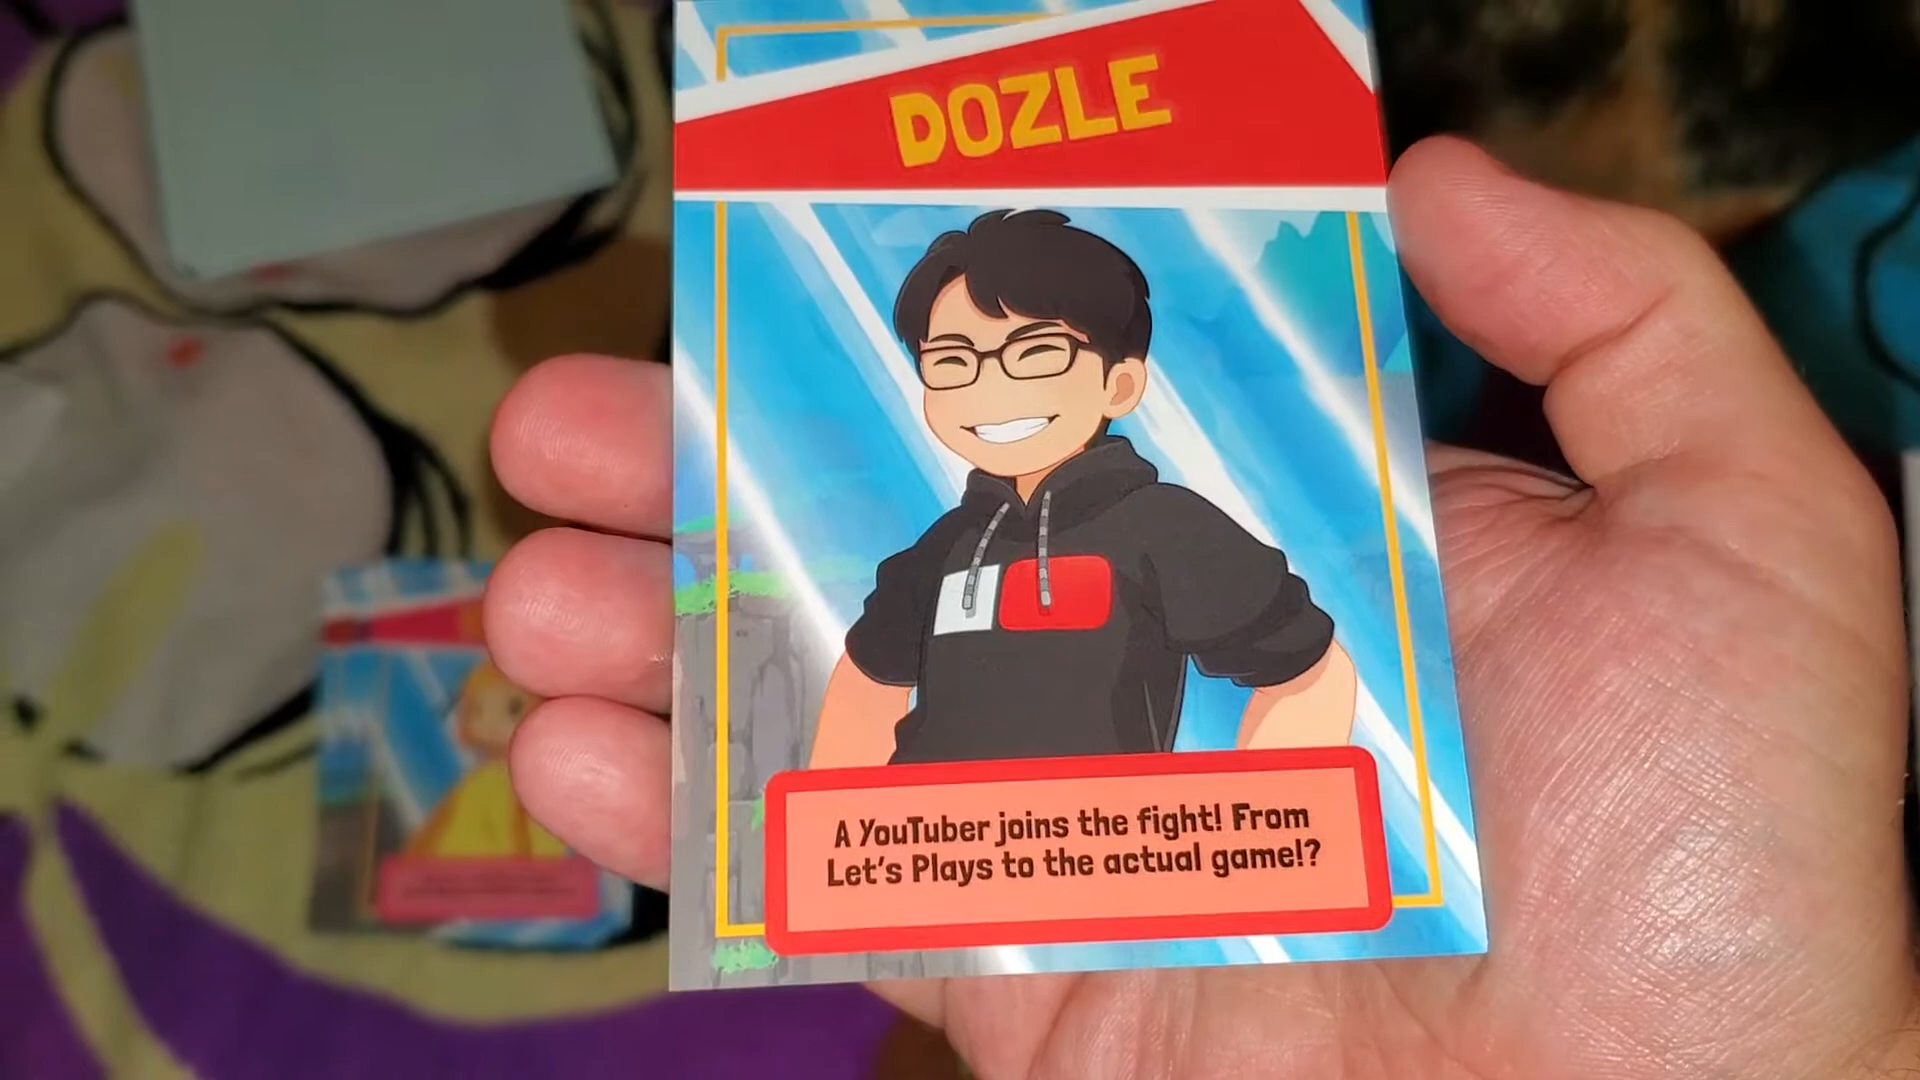 DOZLE
A YouTuber joins the fight! From
Let's Plays to the actual game!?